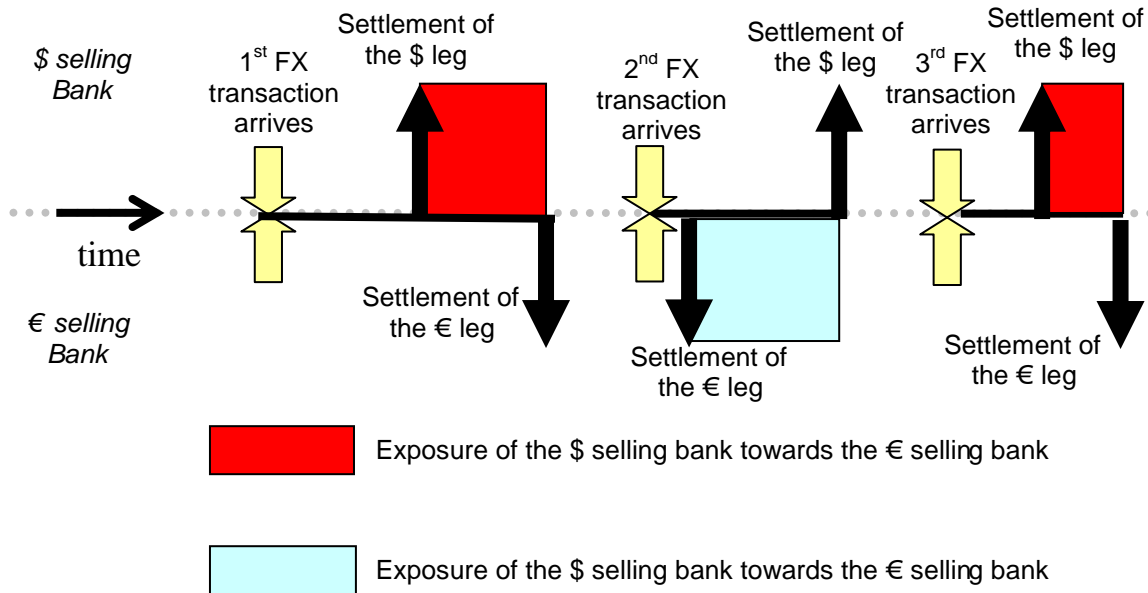 $ selling
Bank
1st FX
transaction
arrives
Settlement of
the $ leg
2nd FX
transaction
arrives
Settlement of
the $ leg
3rd FX
transaction
arrives
Settlement of
the $ leg
time
€ selling
Bank
Settlement of
the € leg
Settlement of
the € leg
Settlement of
the € leg
Exposure of the $ selling bank towards the € selling bank
Exposure of the $ selling bank towards the € selling bank